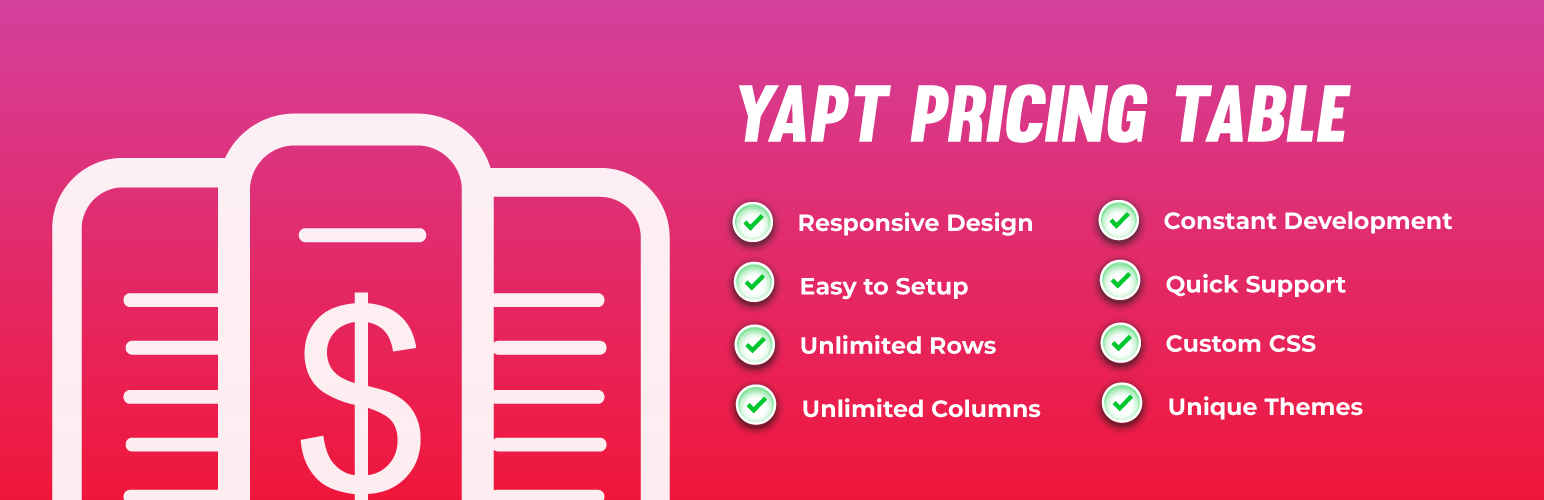 YAPT PRICING TABLE
Responsive Design
Easy to Setup
Unlimited Rows
Unlimited Columns
Constant Development
Quick Support
Custom CSS
Unique Themes
$